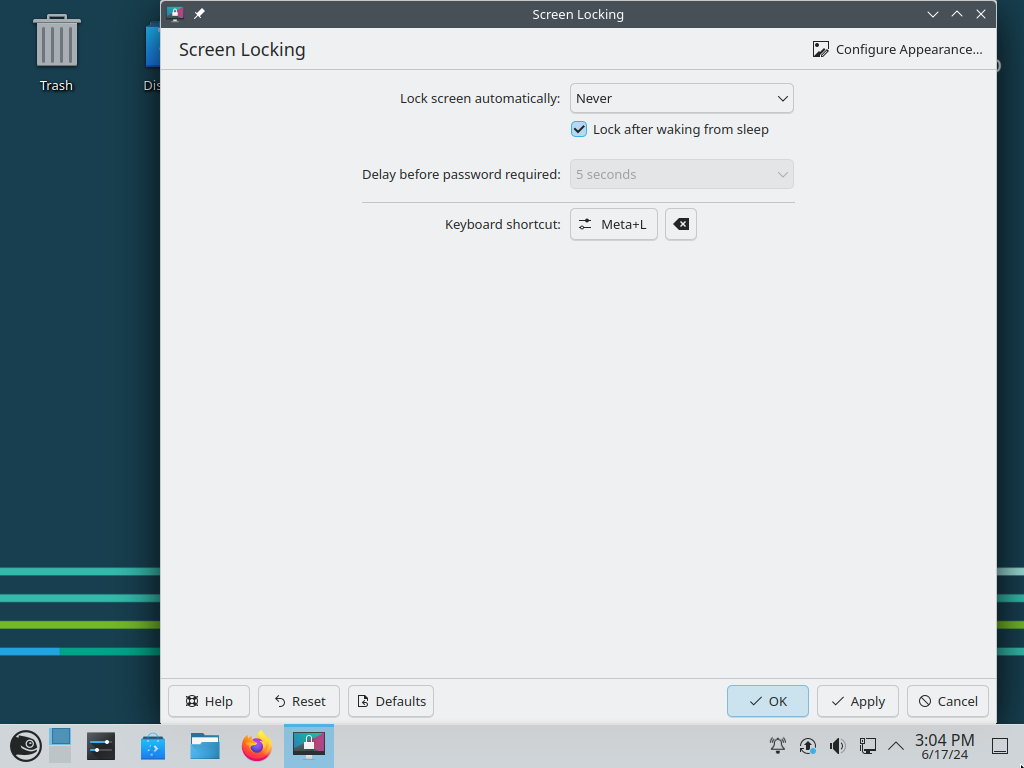 Screen Locking
Screen Locking
Configure Appearance...
Trash
Dis
Lock screen automatically: Never
Lock after waking from sleep
Delay before password required: 5 seconds
Keyboard shortcut: Meta+L
Help Reset Defaults OK Apply Cancel
3:04 PM
6/17/24